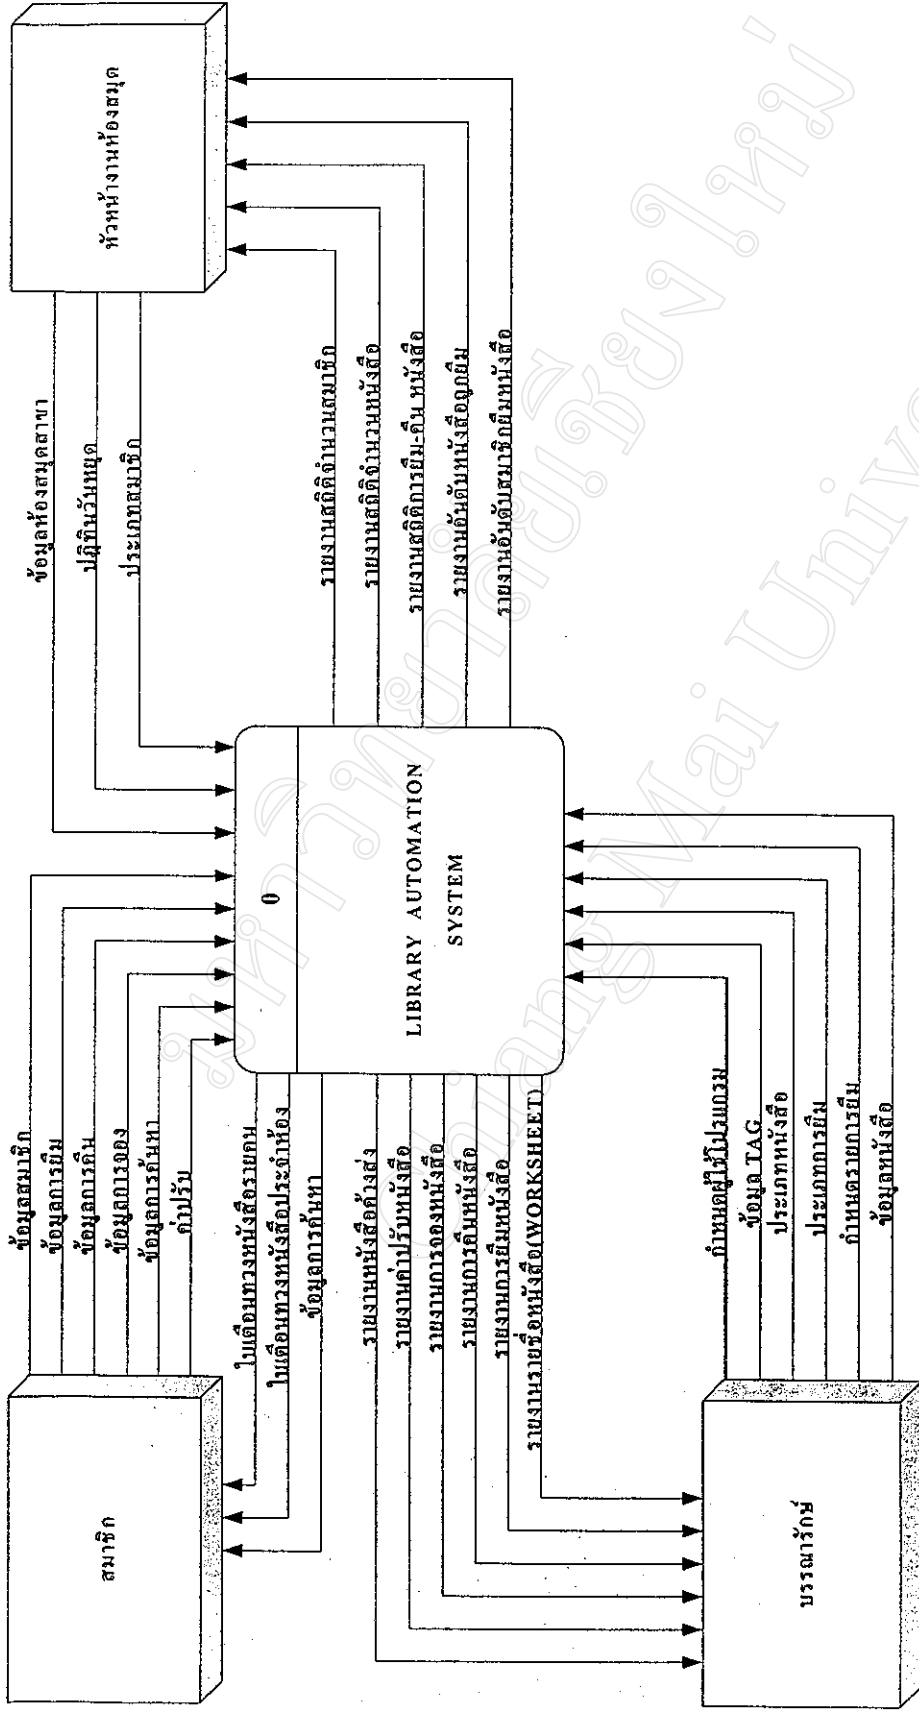 สมาชิก
ข้อมูลสมาชิก
ข้อมูลการยืม
ข้อมูลการคืน
ข้อมูลการจอง
ข้อมูลการค้นหา
ค่าปรับ
ใบเตือนทวงหนังสือรายคน
ใบเตือนทวงหนังสือประจำห้อง
ข้อมูลการค้นหา
หัวหน้างานห้องสมุด
ข้อมูลห้องสมุดสาขา
ปฏิทินวันหยุด
ประเภทสมาชิก
รายงานสถิติจำนวนสมาชิก
รายงานสถิติจำนวนหนังสือ
รายงานสถิติการยืม-คืน หนังสือ
รายงานอันดับหนังสือถูกยืม
รายงานอันดับสมาชิกยืมหนังสือ
0
LIBRARY AUTOMATION
SYSTEM
รายงานหนังสือค้างส่ง
รายงานค่าปรับหนังสือ
รายงานการจองหนังสือ
รายงานการคืนหนังสือ
รายงานการยืมหนังสือ
รายงานรายชื่อหนังสือ(WORKSHEET)
บรรณารักษ์
กำหนดผู้ใช้โปรแกรม
ข้อมูล TAG
ประเภทหนังสือ
ประเภทการยืม
กำหนดรายการยืม
ข้อมูลหนังสือ
มหาวิทยาลัยเชียงใหม่
Chiang Mai Unive